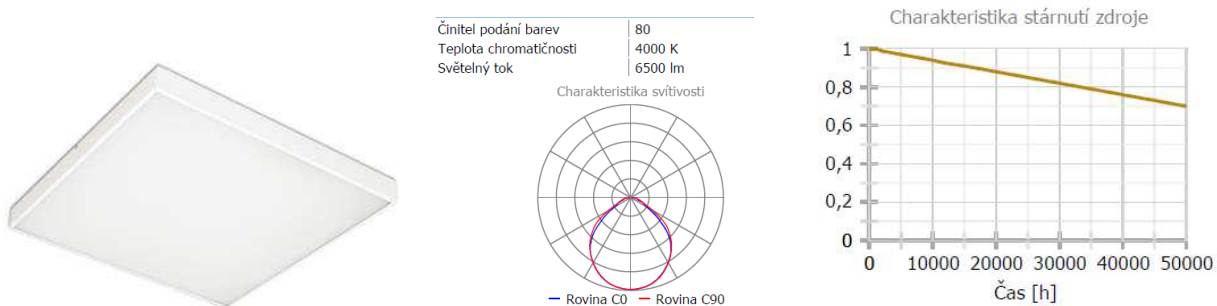 Činitel podání barev 80
Teplota chromatičnosti 4000 K
Světelný tok 6500 lm
Charakteristika svítivosti
Rovina C0 Rovina C90
Charakteristika stárnutí zdroje
1
0,8
0,6
0,4
0,2
0
0 10000 20000 30000 40000 50000
Čas [h]